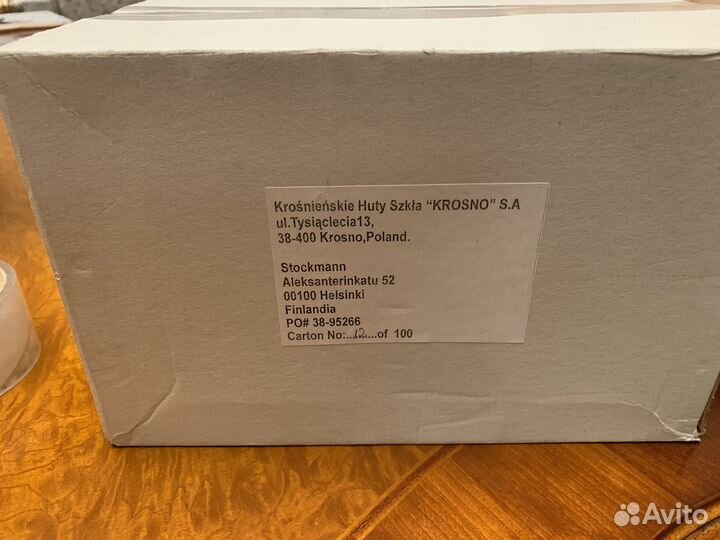 Krośnieńskie Huty Szkła “KROSNO” S.A
ul.Tysiąclecia13,
38-400 Krosno,Poland.
Stockmann
Aleksanterinkatu 52
00100 Helsinki
Finlandia
PO# 38-95266
Carton No:...12....of 100
Avito